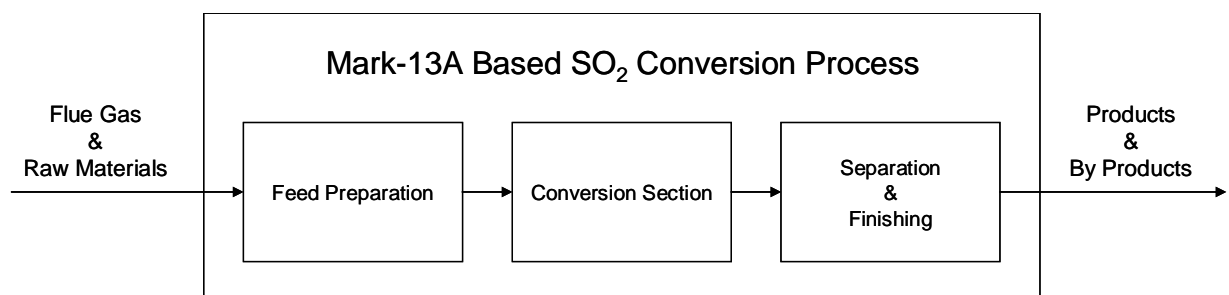 Mark-13A Based SO₂ Conversion Process
Flue Gas
&
Raw Materials
Feed Preparation
Conversion Section
Separation
&
Finishing
Products
&
By Products